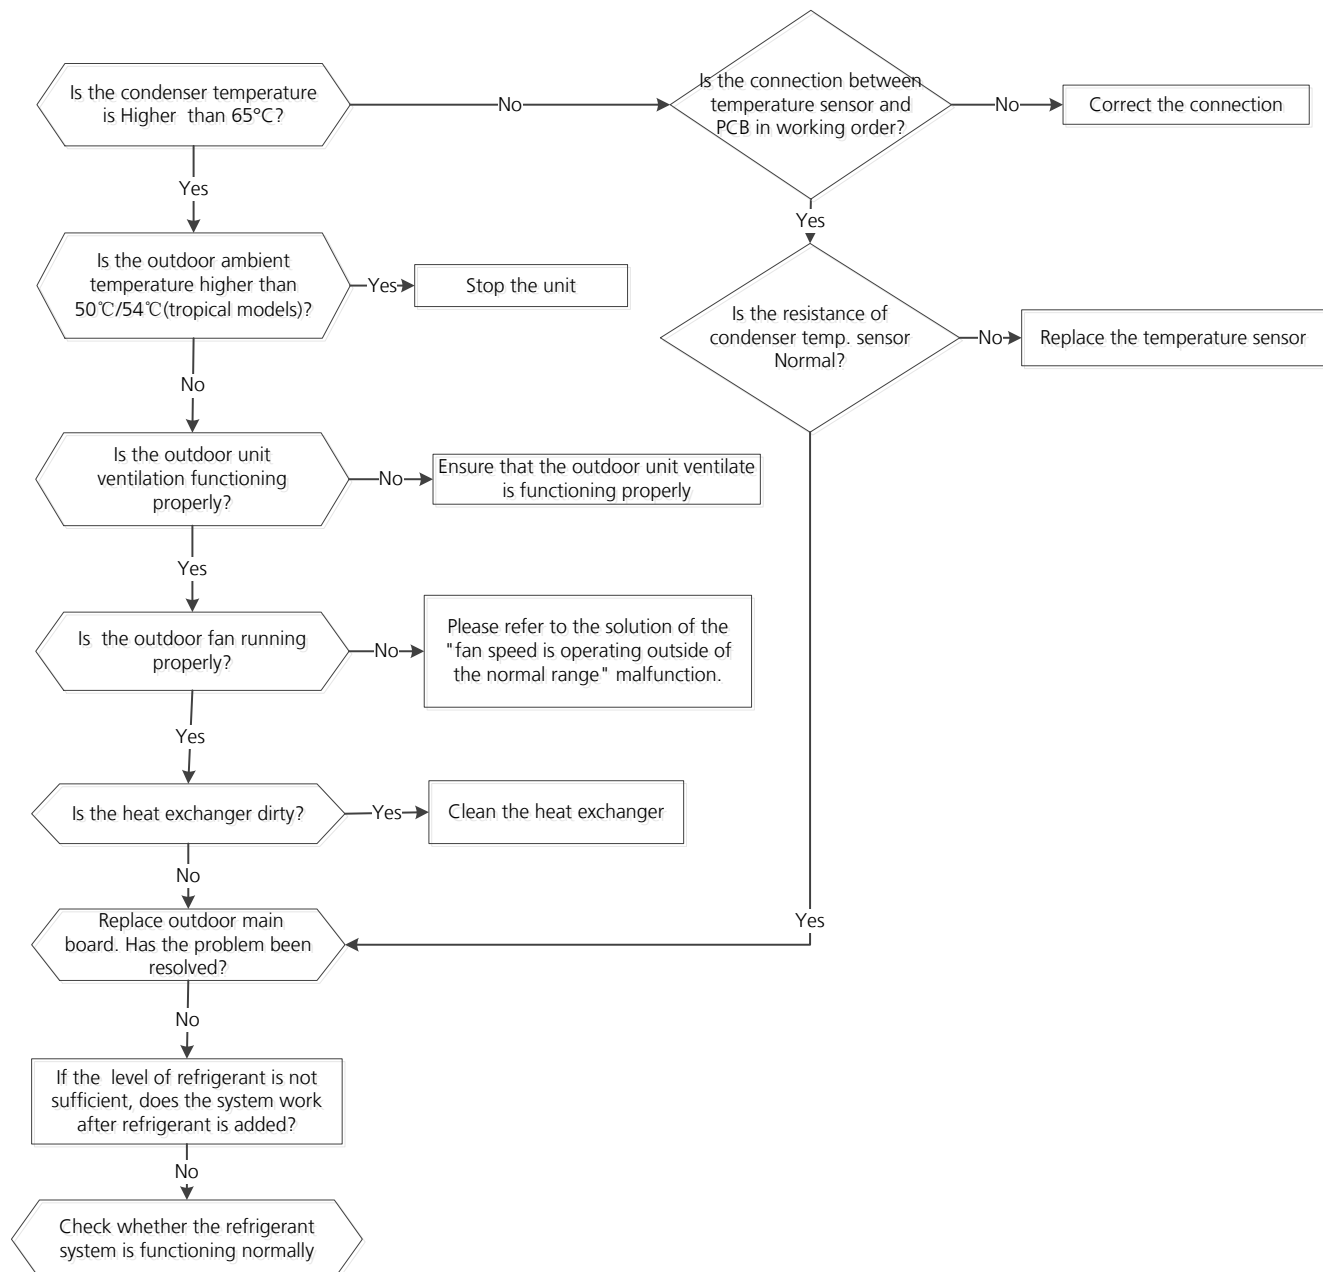 Is the condenser temperature
is Higher than 65°C?
No
Is the connection between
temperature sensor and
PCB in working order?
No
Correct the connection
Yes
Yes
Is the outdoor ambient
temperature higher than
50℃/54℃(tropical models)?
Yes
Stop the unit
Is the resistance of
condenser temp. sensor
Normal?
No
Replace the temperature sensor
No
Is the outdoor unit
ventilation functioning
properly?
No
Ensure that the outdoor unit ventilate
is functioning properly
Yes
Is the outdoor fan running
properly?
No
Please refer to the solution of the
"fan speed is operating outside of
the normal range" malfunction.
Yes
Is the heat exchanger dirty?
Yes
Clean the heat exchanger
No
Yes
Replace outdoor main
board. Has the problem been
resolved?
No
If the level of refrigerant is not
sufficient, does the system work
after refrigerant is added?
No
Check whether the refrigerant
system is functioning normally